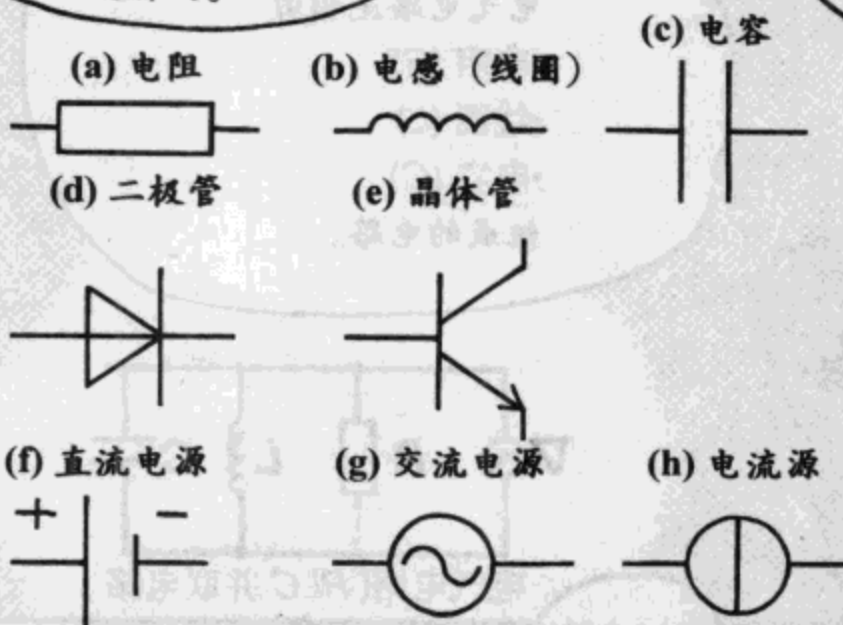 (a) 电阻
(b) 电感（线圈）
(c) 电容
(d) 二极管
(e) 晶体管
(f) 直流电源
(g) 交流电源
(h) 电流源
+ −